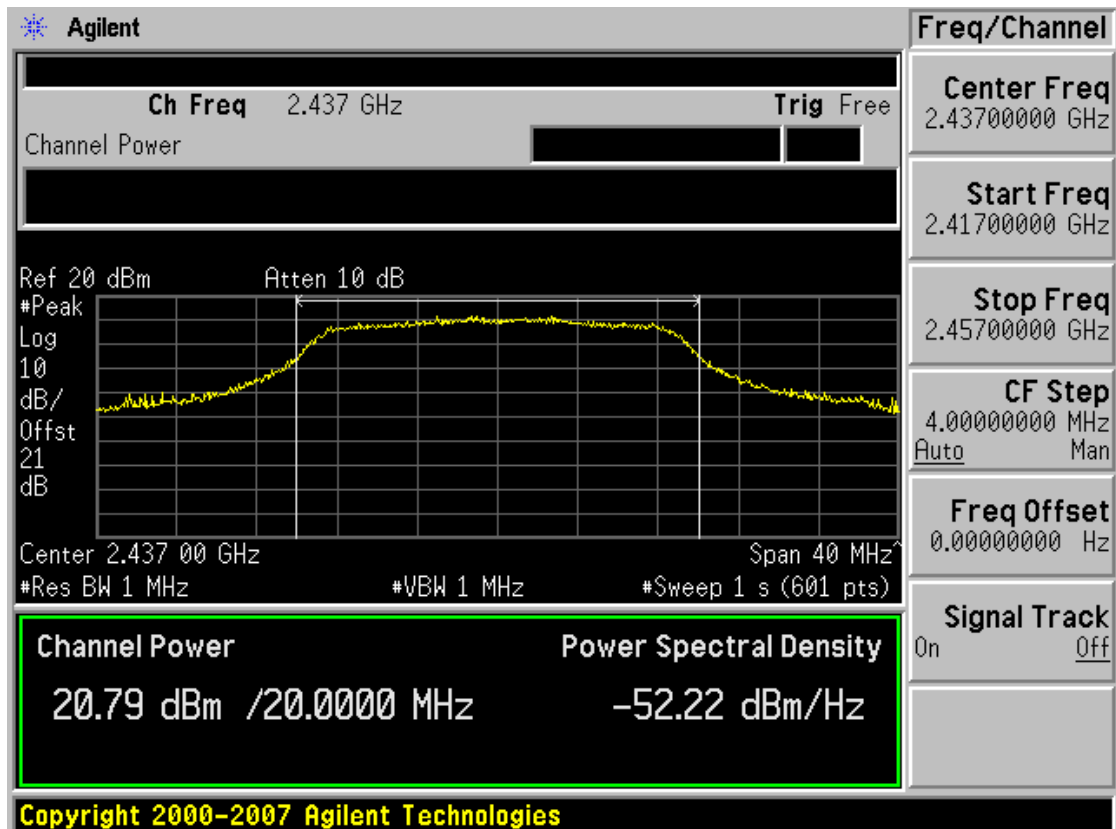 Agilent
Freq/Channel
Ch Freq 2.437 GHz Trig Free
Channel Power
Ref 20 dBm Atten 10 dB
#Peak
Log
10
dB/
Offst
21
dB
Center 2.437 00 GHz Span 40 MHz^
#Res BW 1 MHz #VBW 1 MHz #Sweep 1 s (601 pts)
Channel Power Power Spectral Density
20.79 dBm /20.0000 MHz -52.22 dBm/Hz
Center Freq
2.43700000 GHz
Start Freq
2.41700000 GHz
Stop Freq
2.45700000 GHz
CF Step
4.00000000 MHz
Auto Man
Freq Offset
0.00000000 Hz
Signal Track
On Off
Copyright 2000-2007 Agilent Technologies